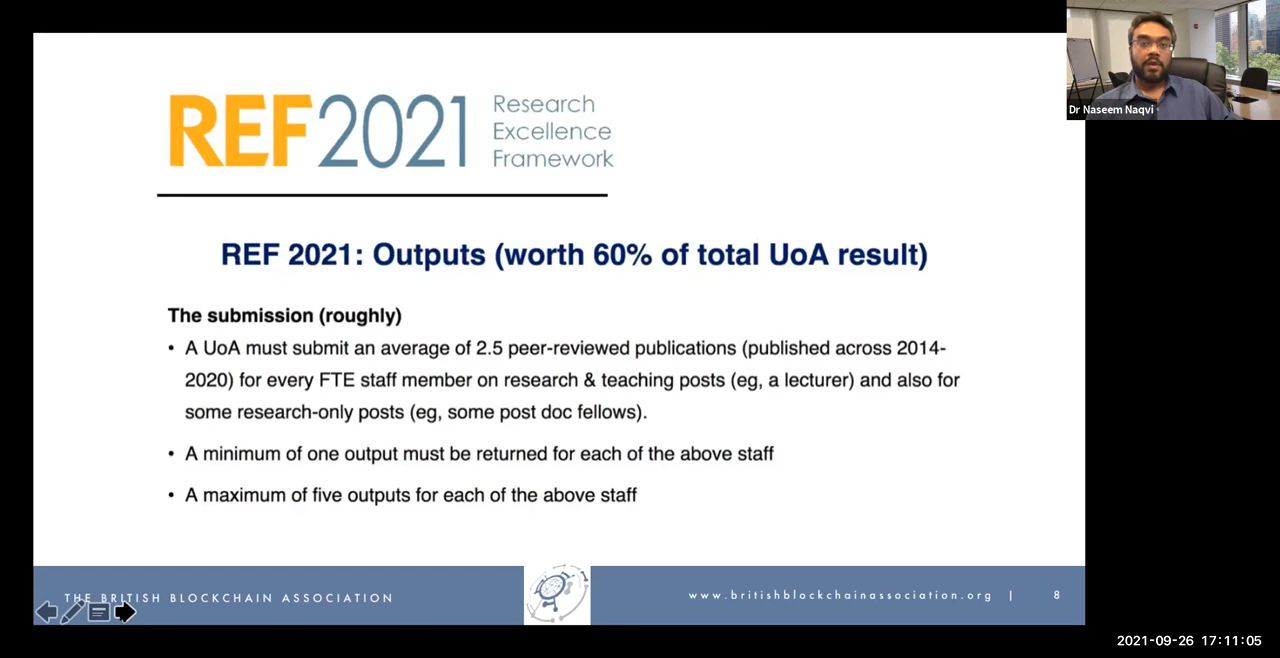 REF2021
Research
Excellence
Framework
Dr Naseem Naqvi
REF 2021: Outputs (worth 60% of total UoA result)
The submission (roughly)
• A UoA must submit an average of 2.5 peer-reviewed publications (published across 2014-
2020) for every FTE staff member on research & teaching posts (eg, a lecturer) and also for
some research-only posts (eg, some post doc fellows).
• A minimum of one output must be returned for each of the above staff
• A maximum of five outputs for each of the above staff
THE BRITISH BLOCKCHAIN ASSOCIATION
www.britishblockchainassociation.org | 8
2021-09-26 17:11:05